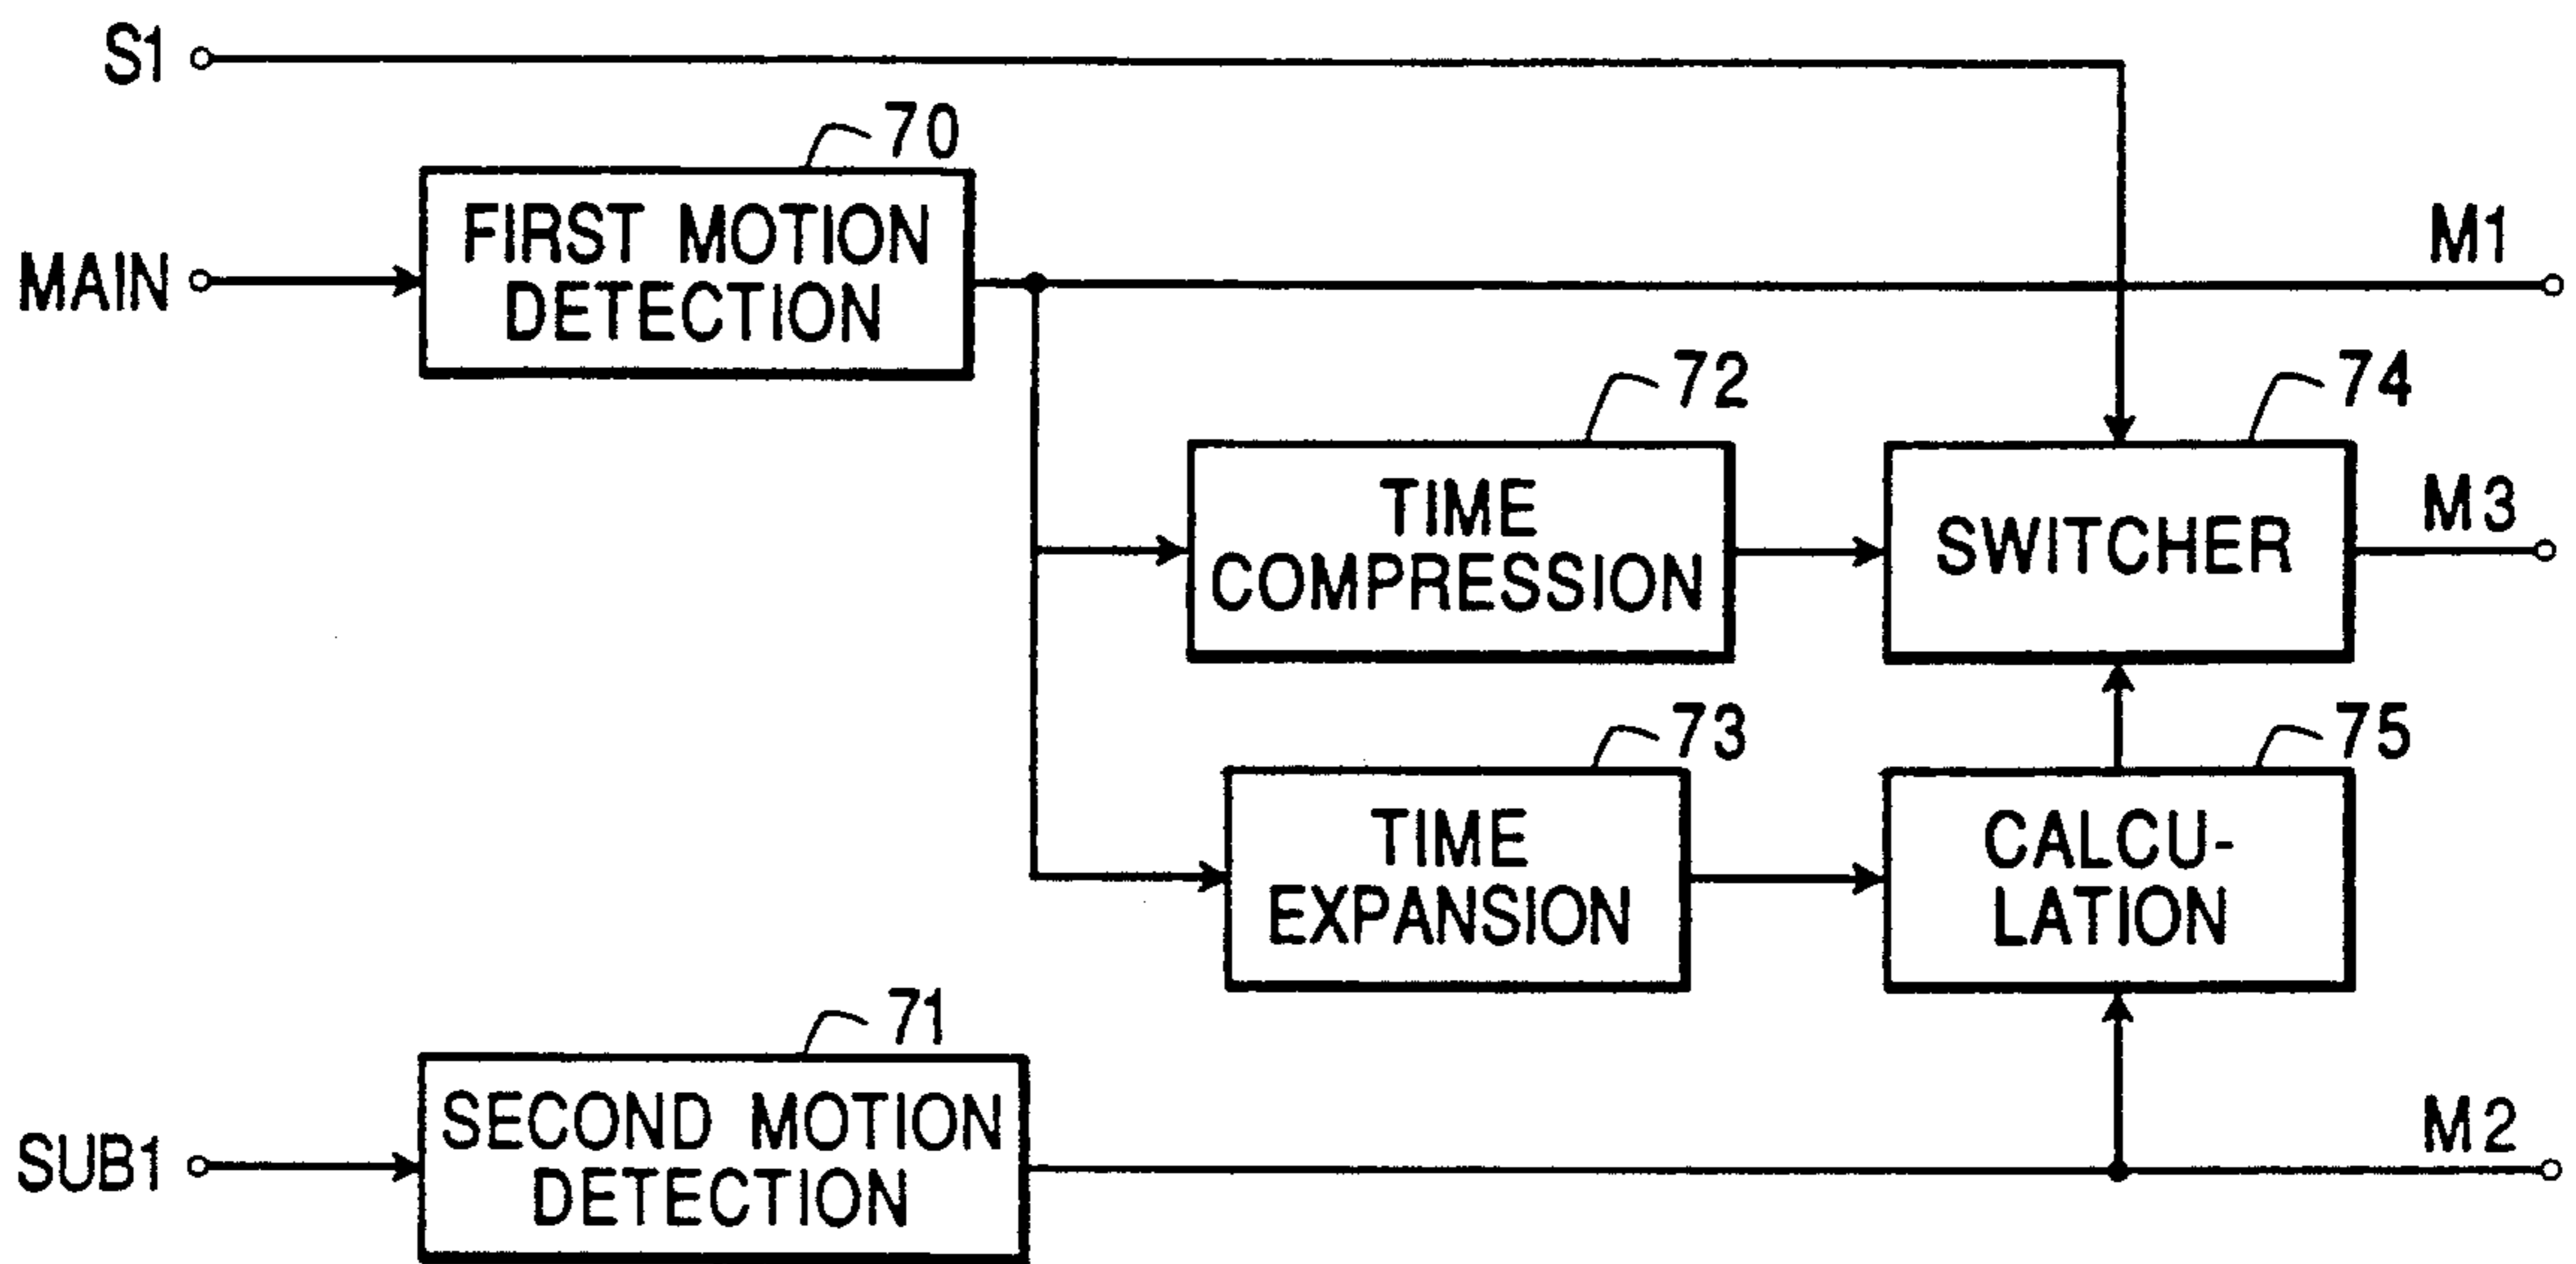 S1
70
FIRST MOTION
DETECTION
MAIN
M1
72
74
TIME
COMPRESSION
SWITCHER
M3
73
75
TIME
EXPANSION
CALCU-
LATION
71
SECOND MOTION
DETECTION
SUB1
M2